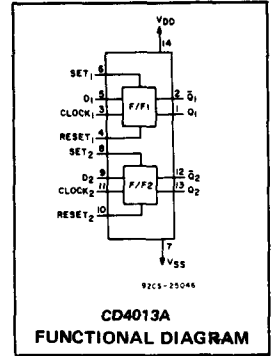 VDD
14
6
SET1
5
D1
3
CLOCK1
4
RESET1
F/F1
2 Q̅1
1 Q1
8
SET2
9
D2
11
CLOCK2
10
RESET2
F/F2
12 Q̅2
13 Q2
7
VSS
92CS-25046
CD4013A
FUNCTIONAL DIAGRAM